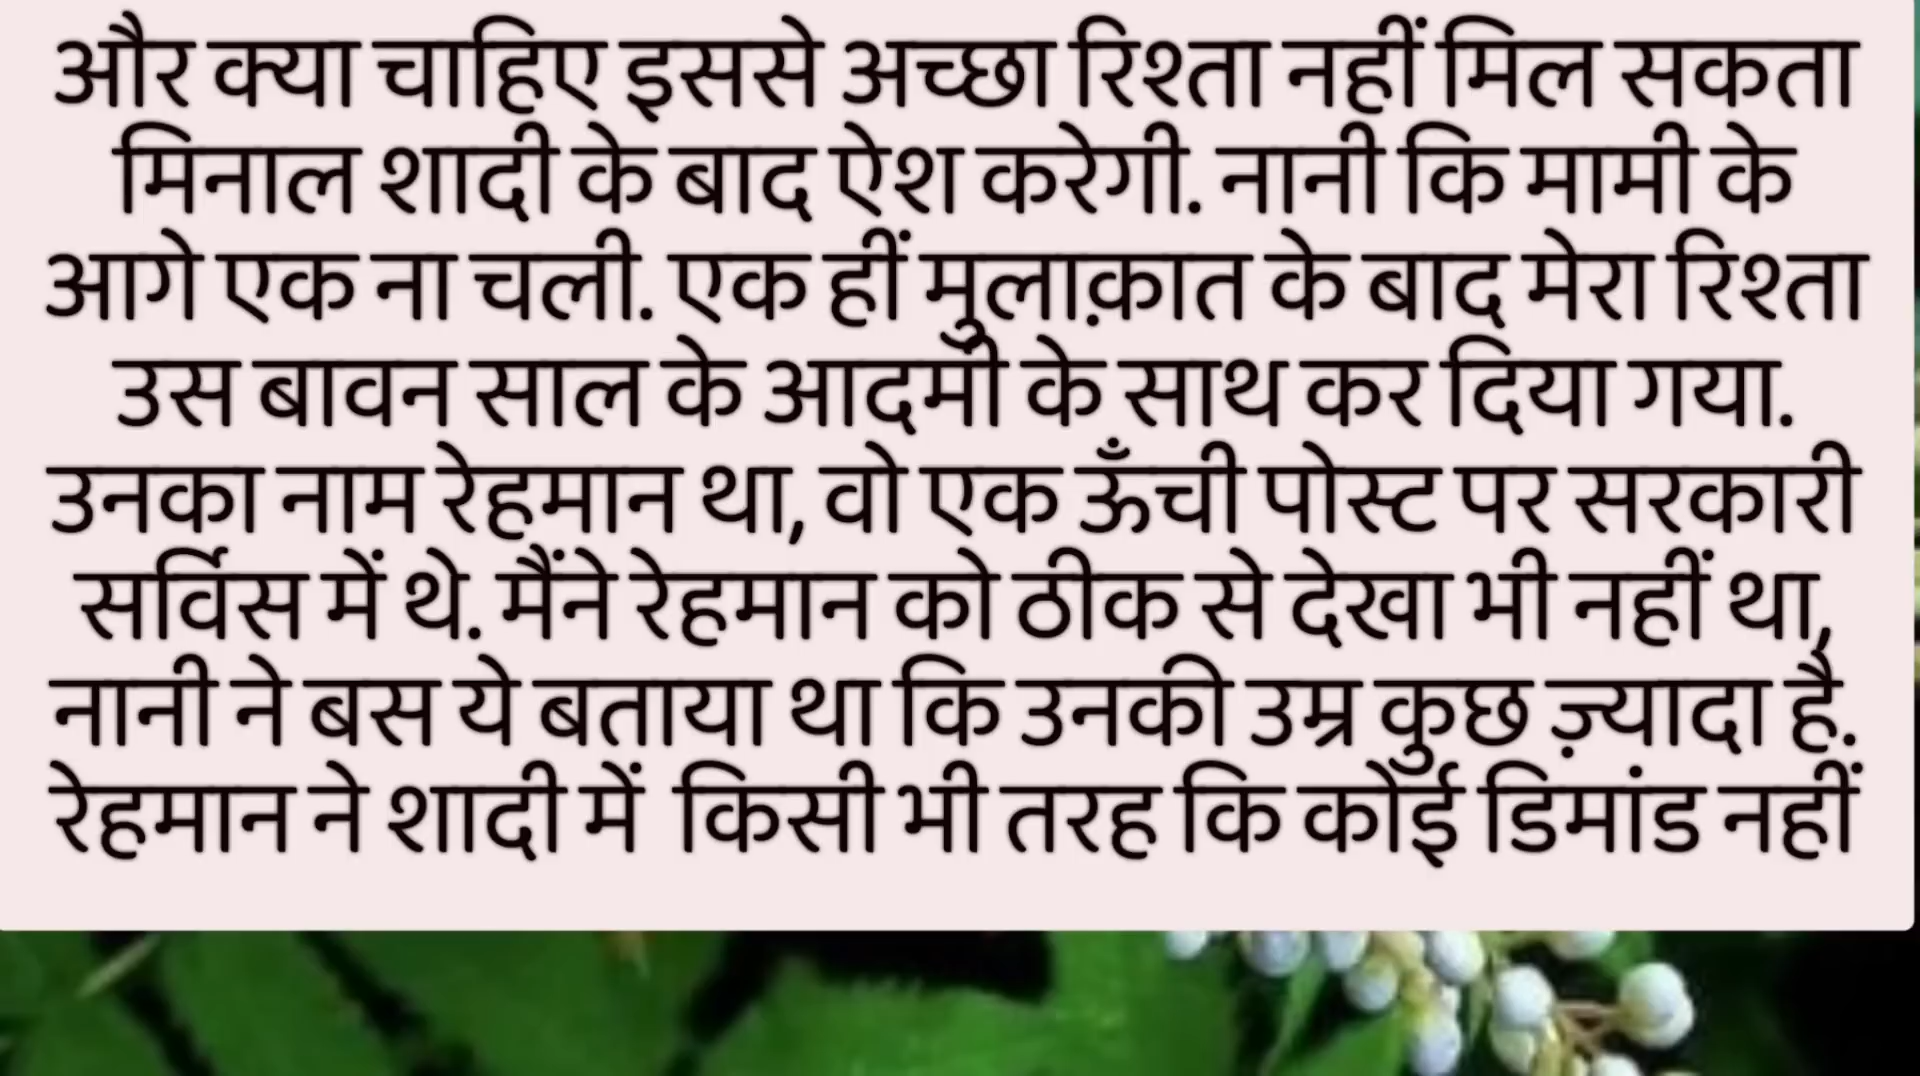 और क्या चाहिए इससे अच्छा रिश्ता नहीं मिल सकता
मिनाल शादी के बाद ऐश करेगी. नानी कि मामी के
आगे एक ना चली. एक हीं मुलाक़ात के बाद मेरा रिश्ता
उस बावन साल के आदमी के साथ कर दिया गया.
उनका नाम रेहमान था, वो एक ऊँची पोस्ट पर सरकारी
सर्विस में थे. मैंने रेहमान को ठीक से देखा भी नहीं था,
नानी ने बस ये बताया था कि उनकी उम्र कुछ ज़्यादा है.
रेहमान ने शादी में किसी भी तरह कि कोई डिमांड नहीं